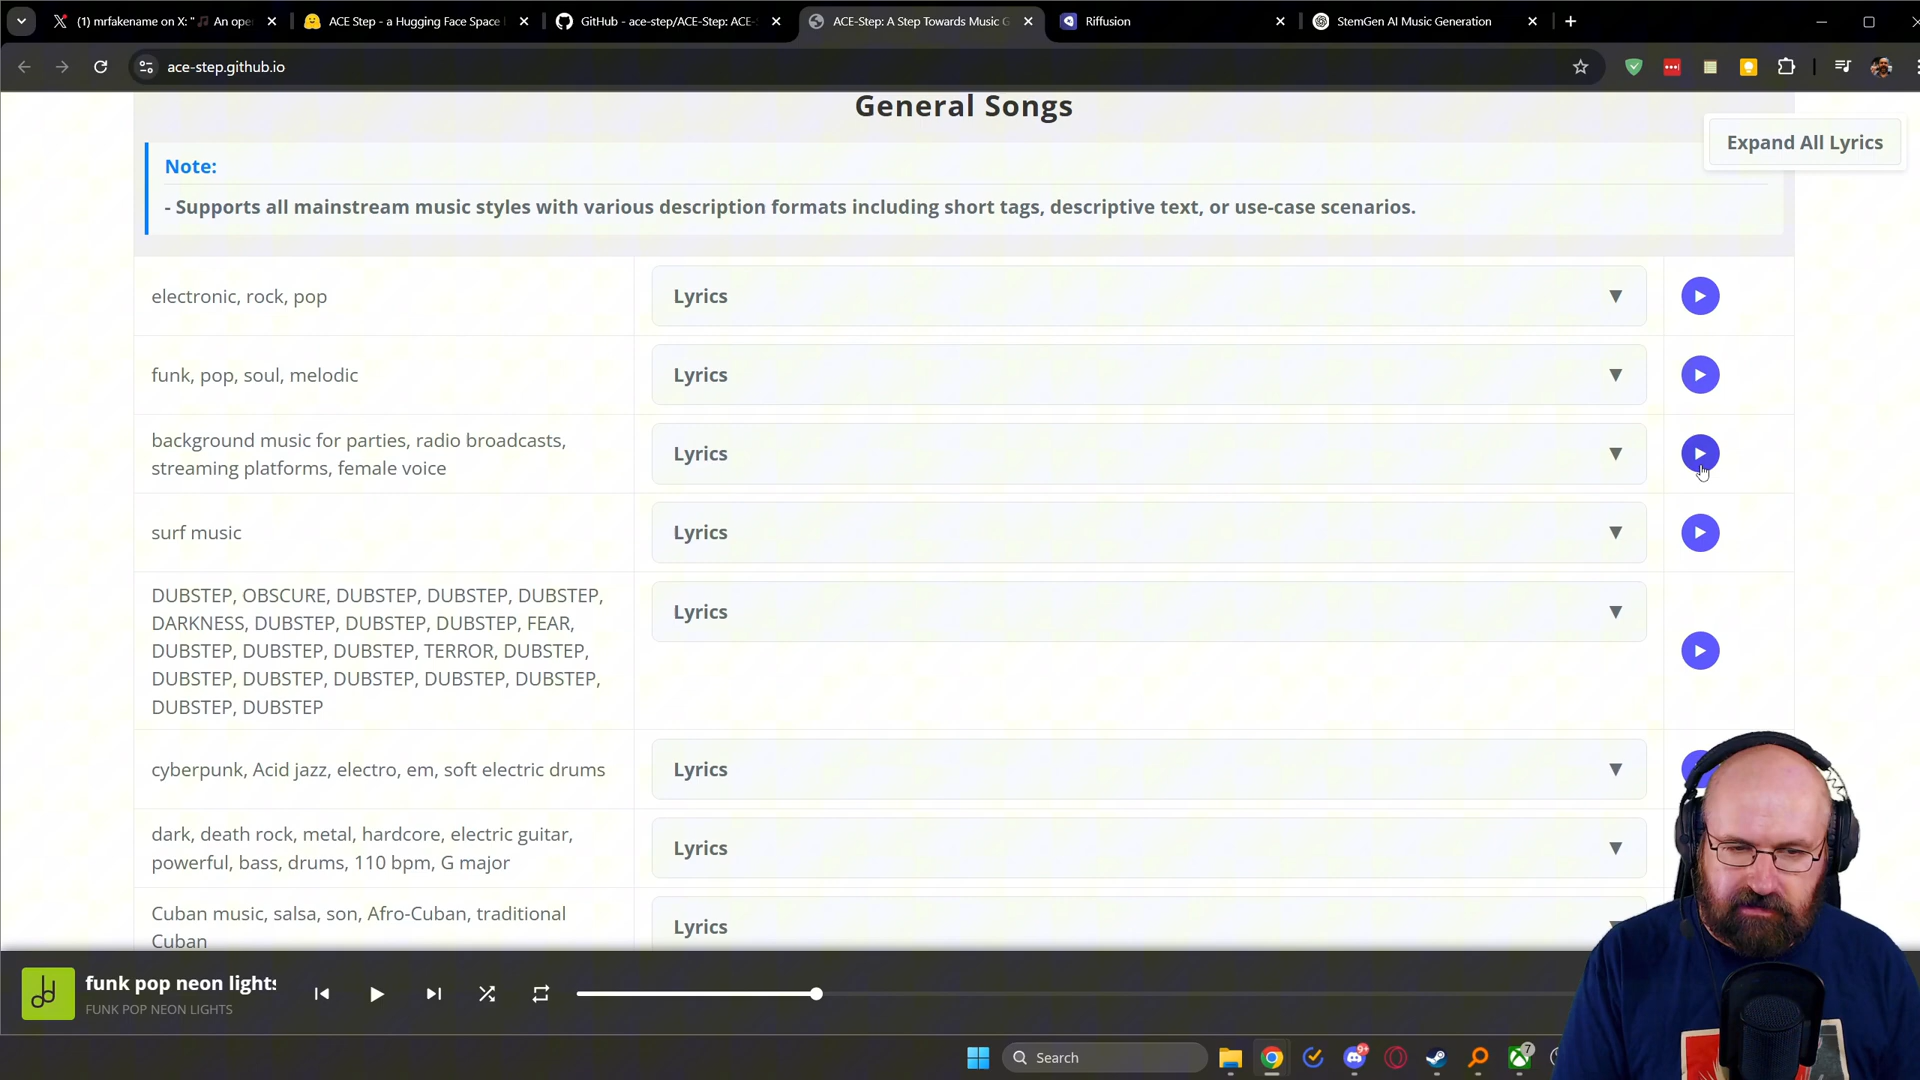 (1) mrfakename on X: "🎵 An ope
ACE Step - a Hugging Face Space
GitHub - ace-step/ACE-Step: ACE-
ACE-Step: A Step Towards Music G
Riffusion
StemGen AI Music Generation
ace-step.github.io
General Songs
Expand All Lyrics
Note:
- Supports all mainstream music styles with various description formats including short tags, descriptive text, or use-case scenarios.
electronic, rock, pop
Lyrics
funk, pop, soul, melodic
Lyrics
background music for parties, radio broadcasts,
streaming platforms, female voice
Lyrics
surf music
Lyrics
DUBSTEP, OBSCURE, DUBSTEP, DUBSTEP, DUBSTEP,
DARKNESS, DUBSTEP, DUBSTEP, DUBSTEP, FEAR,
DUBSTEP, DUBSTEP, DUBSTEP, TERROR, DUBSTEP,
DUBSTEP, DUBSTEP, DUBSTEP, DUBSTEP, DUBSTEP,
DUBSTEP, DUBSTEP
Lyrics
cyberpunk, Acid jazz, electro, em, soft electric drums
Lyrics
dark, death rock, metal, hardcore, electric guitar,
powerful, bass, drums, 110 bpm, G major
Lyrics
Cuban music, salsa, son, Afro-Cuban, traditional
Cuban
Lyrics
funk pop neon lights
FUNK POP NEON LIGHTS
Search
9+
7